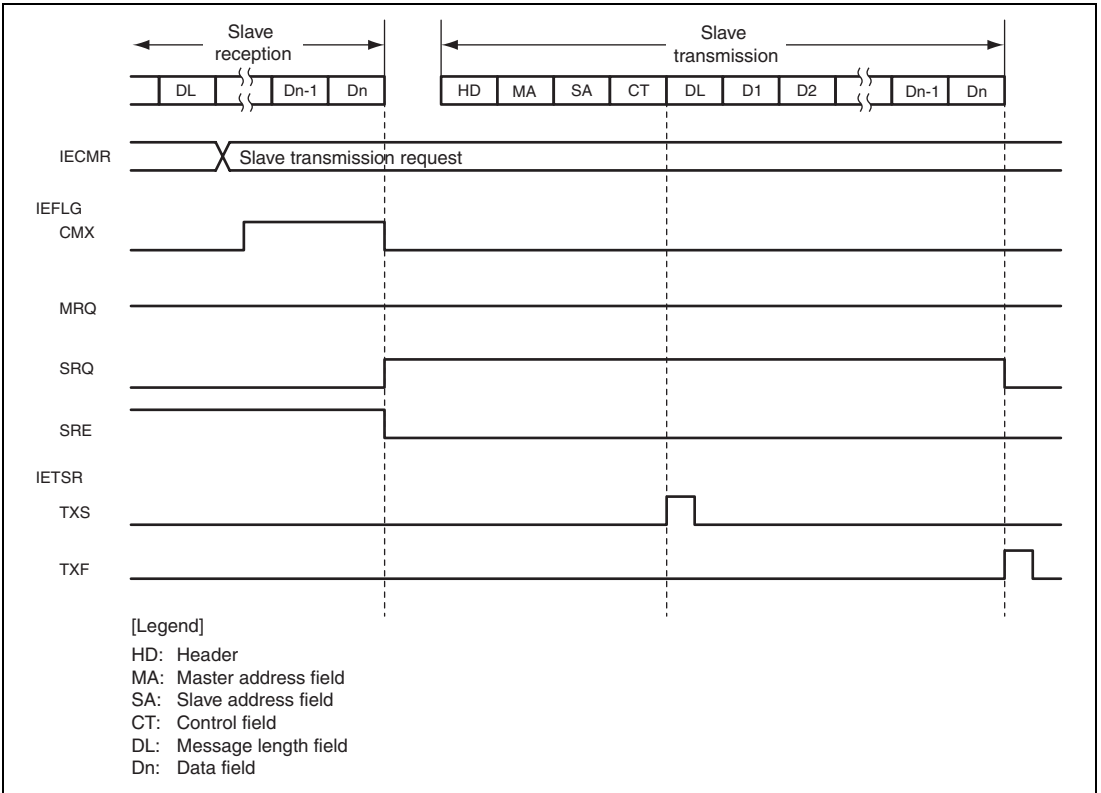 Slave
reception
Slave
transmission
DL Dn-1 Dn HD MA SA CT DL D1 D2 Dn-1 Dn
IECMR Slave transmission request
IEFLG
CMX
MRQ
SRQ
SRE
IETSR
TXS
TXF
[Legend]
HD: Header
MA: Master address field
SA: Slave address field
CT: Control field
DL: Message length field
Dn: Data field